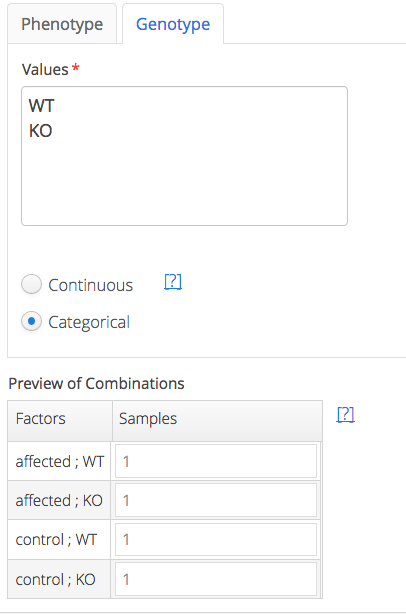 Phenotype Genotype
Values *
WT
KO
Continuous [?]
Categorical
Preview of Combinations
[?]
Factors Samples
affected ; WT 1
affected ; KO 1
control ; WT 1
control ; KO 1